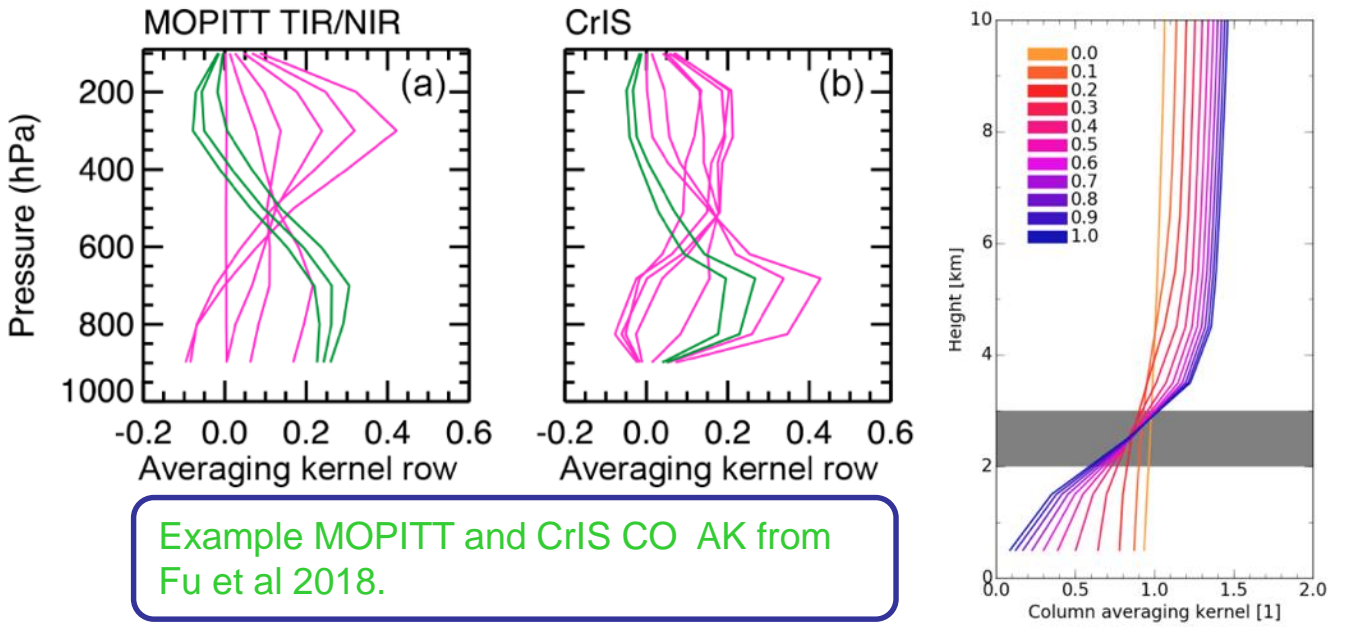 MOPITT TIR/NIR
(a)
Pressure (hPa)
200
400
600
800
1000
-0.2 0.0 0.2 0.4 0.6
Averaging kernel row
CrIS
(b)
-0.2 0.0 0.2 0.4 0.6
Averaging kernel row
Example MOPITT and CrIS CO AK from
Fu et al 2018.
Height [km]
10
8
6
4
2
0
0.0
0.1
0.2
0.3
0.4
0.5
0.6
0.7
0.8
0.9
1.0
0.0 0.5 1.0 1.5 2.0
Column averaging kernel [1]